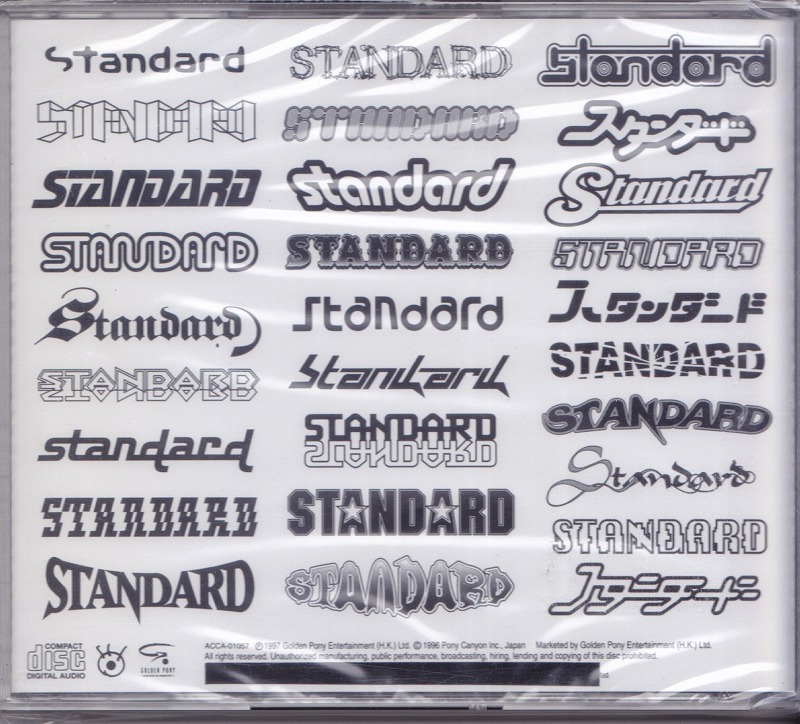 Standard
STANDARD
STANDARD
STANDARD
Standard
STANDARD
standard
STANDARD
STANDARD
STANDARD
STANDARD
standard
STANDARD
standard
Standard
STANDARD
STANDARD
STANDARD
STANDARD
standard
スタンダード
Standard
STANDARD
スタンダード
STANDARD
STANDARD
Standard
STANDARD
スタンダード
COMPACT
disc
DIGITAL AUDIO
GOLDEN PONY
ACCA-01057 ℗1997 Golden Pony Entertainment (H.K.) Ltd. ©1996 Pony Canyon Inc., Japan Marketed by Golden Pony Entertainment (H.K.) Ltd.
All rights reserved. Unauthorized manufacturing, public performance, broadcasting, hiring, lending and copying of this disc prohibited.